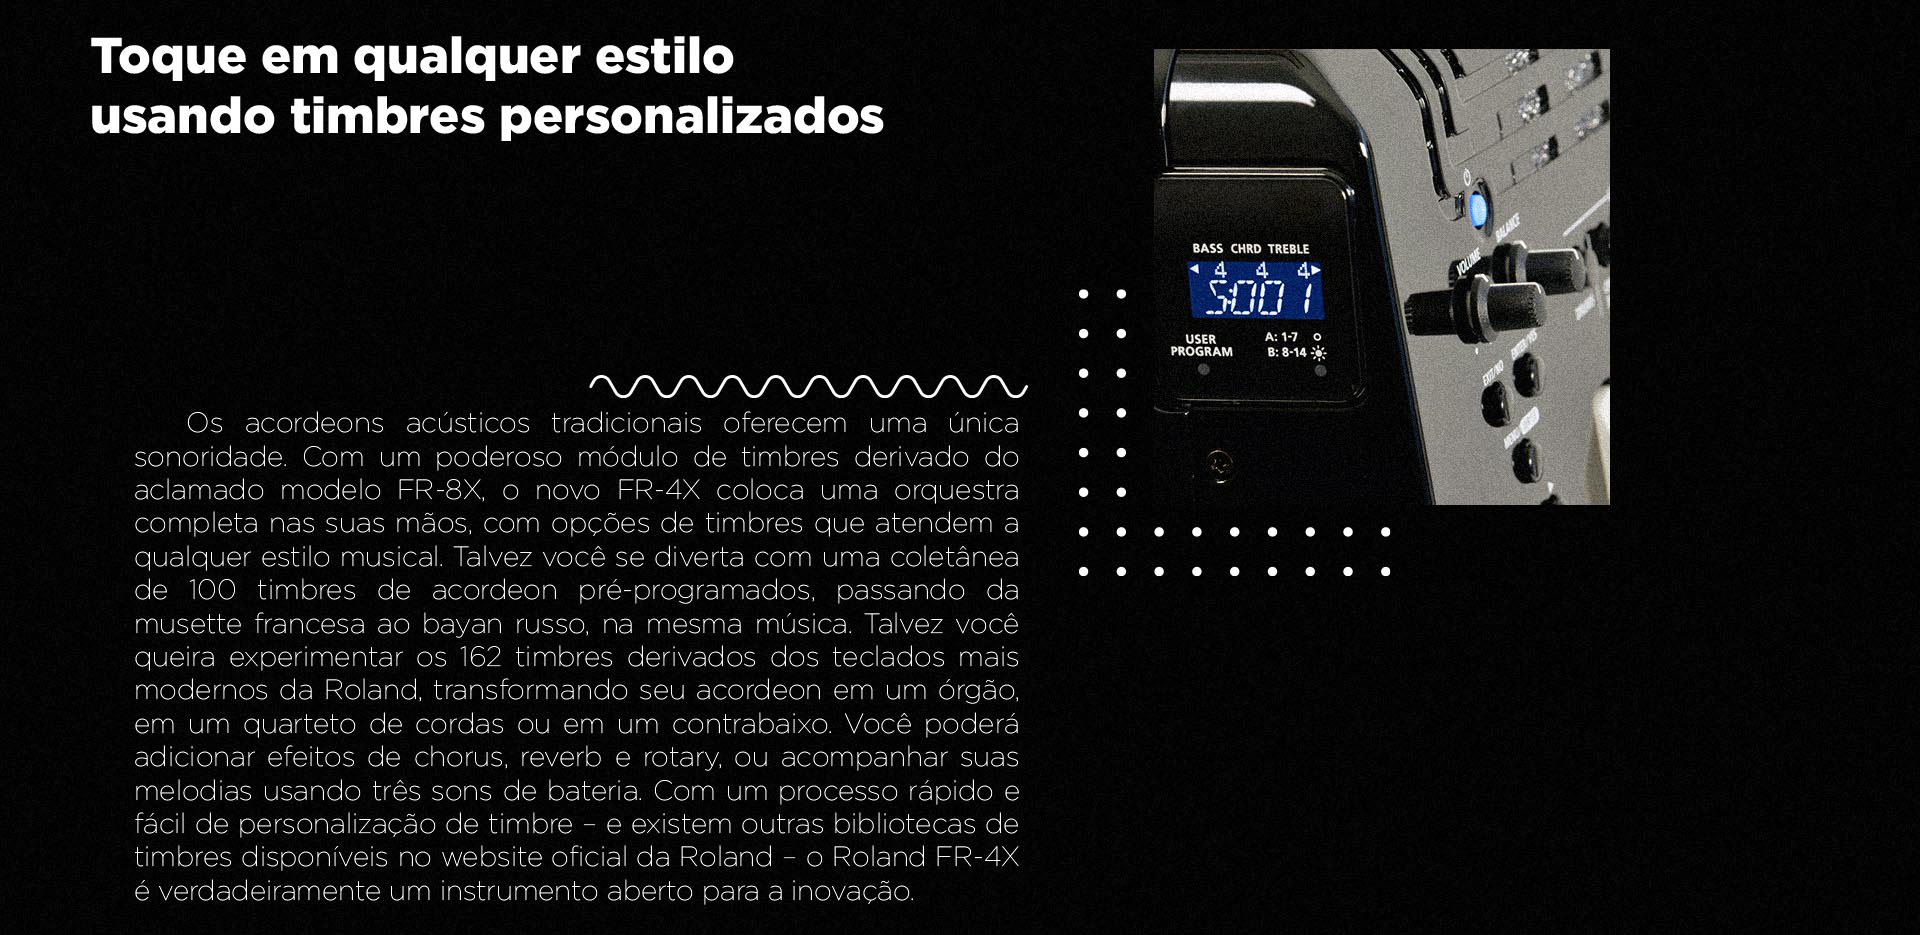 Toque em qualquer estilo
usando timbres personalizados
Os acordeons acústicos tradicionais oferecem uma única
sonoridade. Com um poderoso módulo de timbres derivado do
aclamado modelo FR-8X, o novo FR-4X coloca uma orquestra
completa nas suas mãos, com opções de timbres que atendem a
qualquer estilo musical. Talvez você se diverta com uma coletânea
de 100 timbres de acordeon pré-programados, passando da
musette francesa ao bayan russo, na mesma música. Talvez você
queira experimentar os 162 timbres derivados dos teclados mais
modernos da Roland, transformando seu acordeon em um órgão,
em um quarteto de cordas ou em um contrabaixo. Você poderá
adicionar efeitos de chorus, reverb e rotary, ou acompanhar suas
melodias usando três sons de bateria. Com um processo rápido e
fácil de personalização de timbre – e existem outras bibliotecas de
timbres disponíveis no website oficial da Roland – o Roland FR-4X
é verdadeiramente um instrumento aberto para a inovação.
BASS CHRD TREBLE
4 4 4
S:001
USER
PROGRAM
A: 1-7
B: 8-14
BALANCE
VOLUME
EXIT/NO
ENTER/YES
MENU